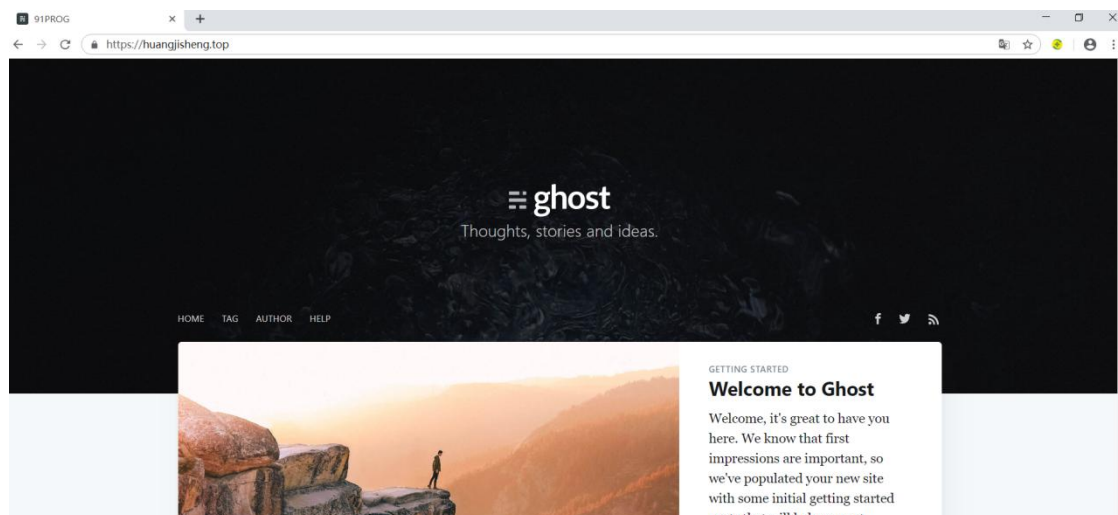 91PROG
https://huangjisheng.top
ghost
Thoughts, stories and ideas.
HOME TAG AUTHOR HELP
GETTING STARTED
Welcome to Ghost
Welcome, it's great to have you
here. We know that first
impressions are important, so
we've populated your new site
with some initial getting started